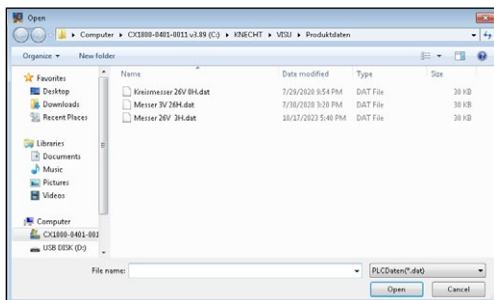 Open
Computer ▸ CX1800-0401-0011 v3.89 (C:) ▸ KNECHT ▸ VISU ▸ Produktdaten
Organize New folder
Name Date modified Type Size
Favorites
Desktop
Downloads
Recent Places
Libraries
Documents
Music
Pictures
Videos
Computer
CX1800-0401-001
USB DISK (D:)
Kreismesser 26V 0H.dat 7/29/2020 9:54 PM DAT File 30 KB
Messer 3V 26H.dat 7/30/2020 3:20 PM DAT File 30 KB
Messer 26V 3H.dat 10/17/2023 5:40 PM DAT File 30 KB
File name: PLCDaten(*.dat)
Open Cancel